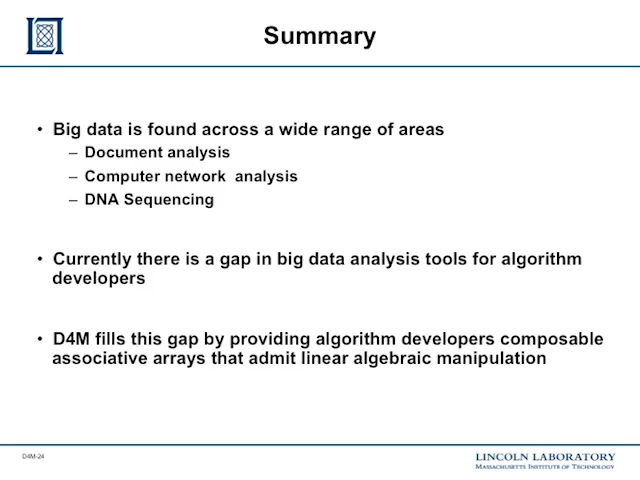 Summary
• Big data is found across a wide range of areas
– Document analysis
– Computer network analysis
– DNA Sequencing
• Currently there is a gap in big data analysis tools for algorithm
developers
• D4M fills this gap by providing algorithm developers composable
associative arrays that admit linear algebraic manipulation
D4M-24
LINCOLN LABORATORY
MASSACHUSETTS INSTITUTE OF TECHNOLOGY